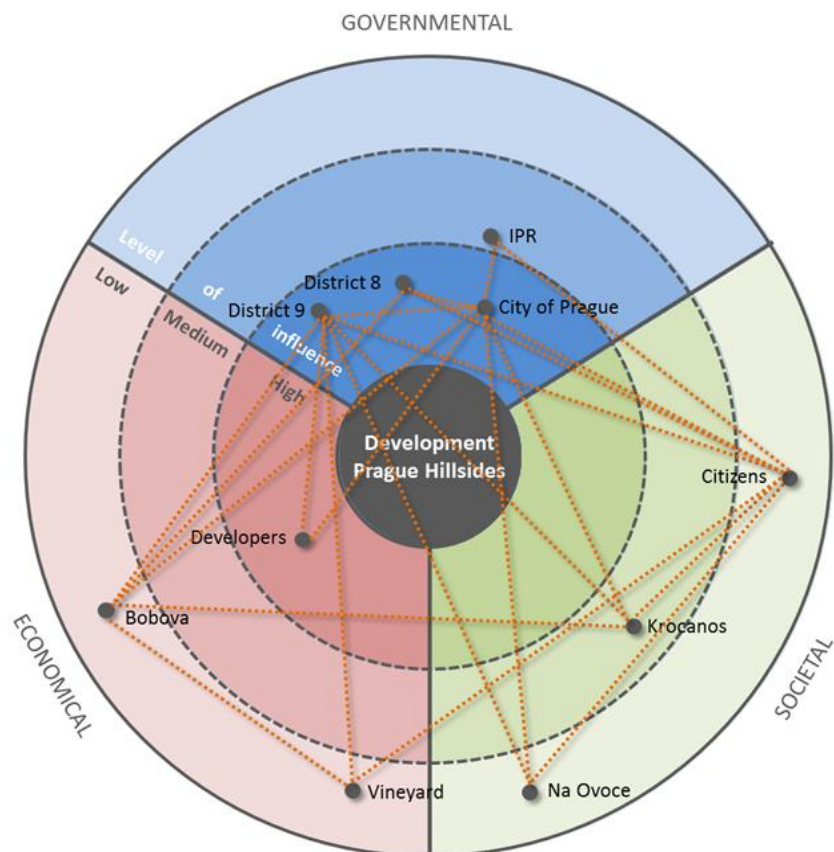 GOVERNMENTAL
IPR
Level
of
influence
Low
Medium
High
District 8
District 9
City of Prague
Development
Prague Hillsides
Citizens
Developers
Bobova
Krocanos
ECONOMICAL
SOCIETAL
Vineyard
Na Ovoce